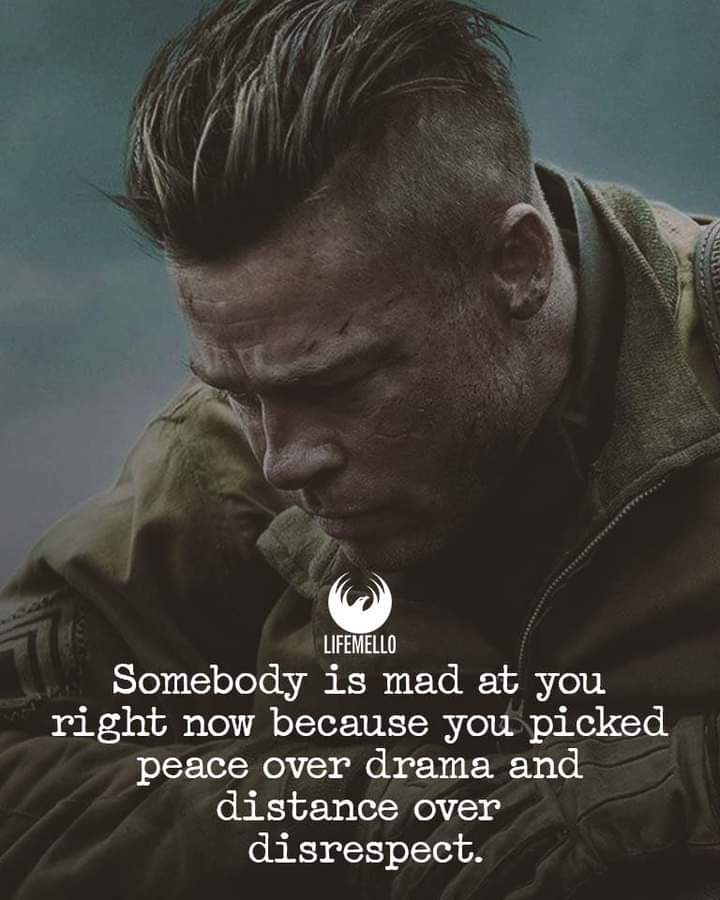 LIFEMELLO
Somebody is mad at you
right now because you picked
peace over drama and
distance over
disrespect.